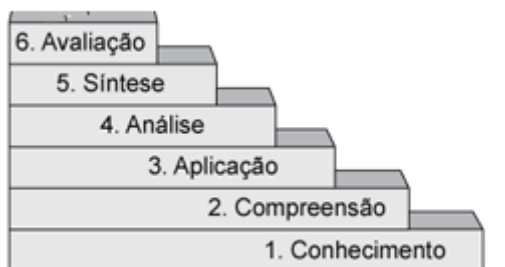 6. Avaliação
5. Síntese
4. Análise
3. Aplicação
2. Compreensão
1. Conhecimento